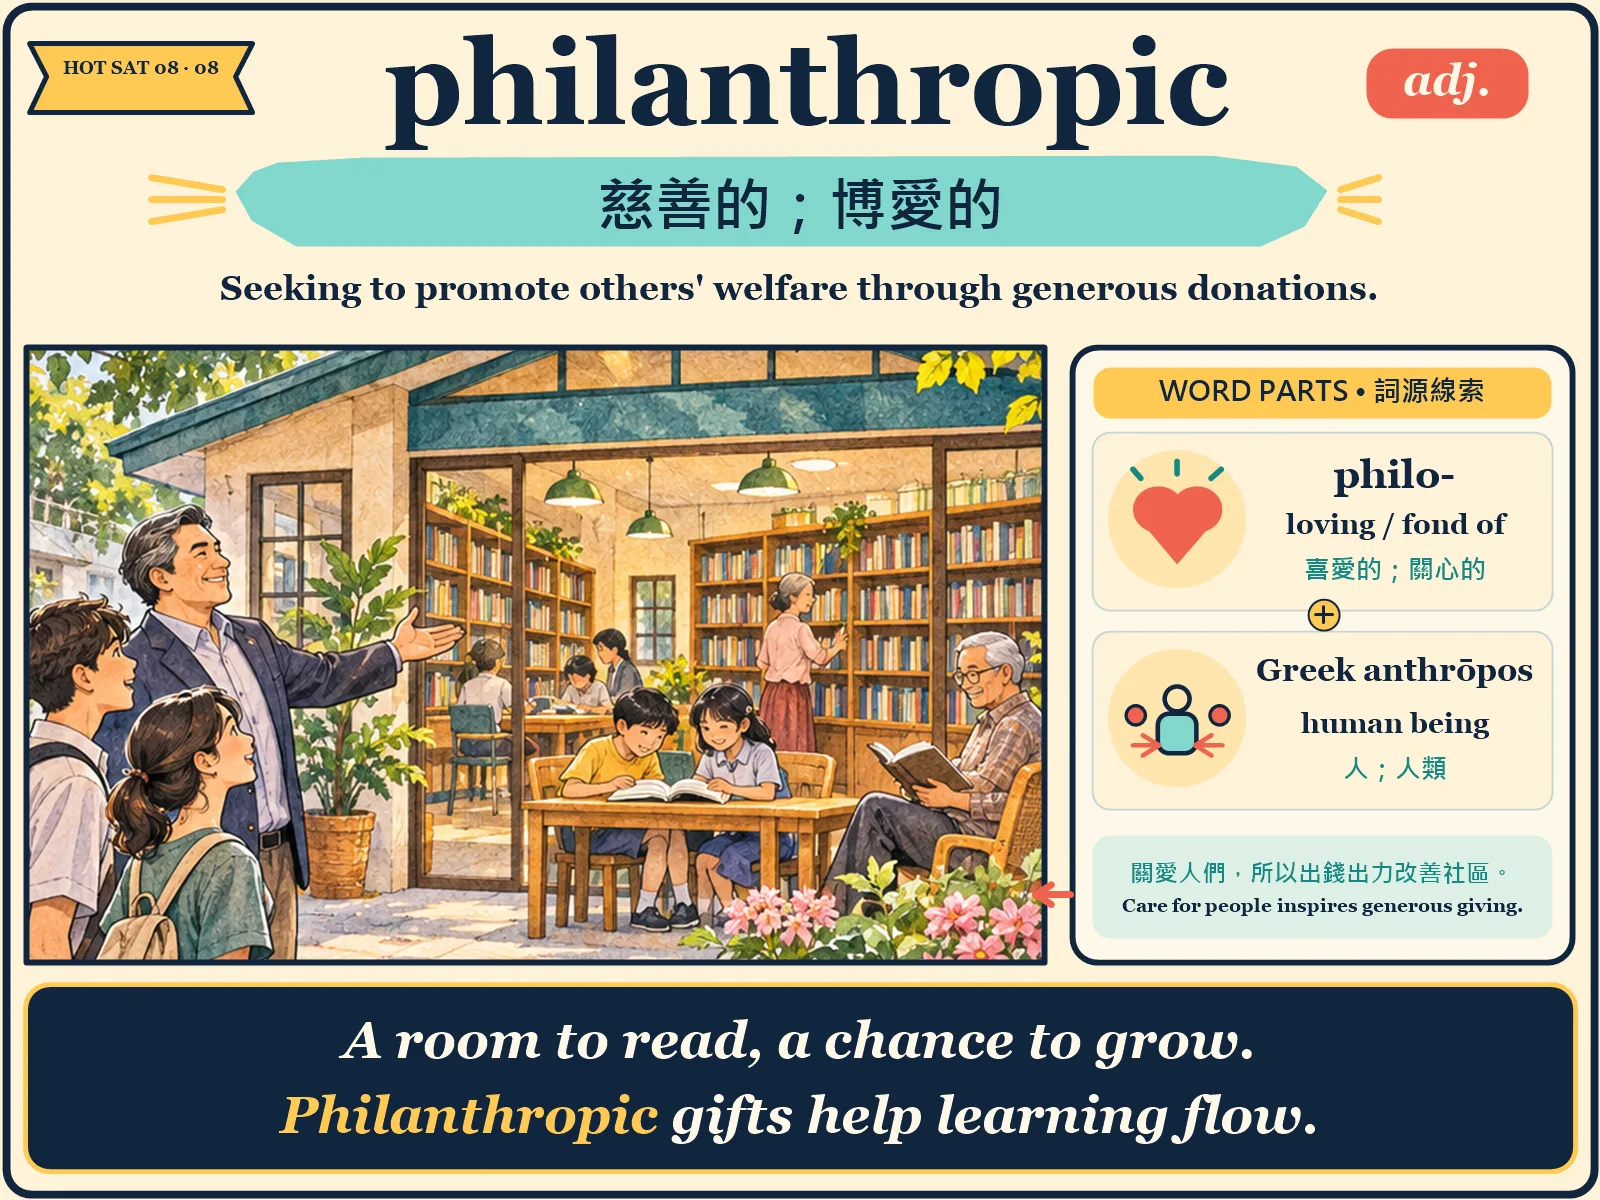 HOT SAT 08 · 08
philanthropic
adj.
慈善的；博愛的
Seeking to promote others' welfare through generous donations.
WORD PARTS • 詞源線索
philo-
loving / fond of
喜愛的；關心的
+
Greek anthrōpos
human being
人；人類
關愛人們，所以出錢出力改善社區。
Care for people inspires generous giving.
A room to read, a chance to grow.
Philanthropic gifts help learning flow.